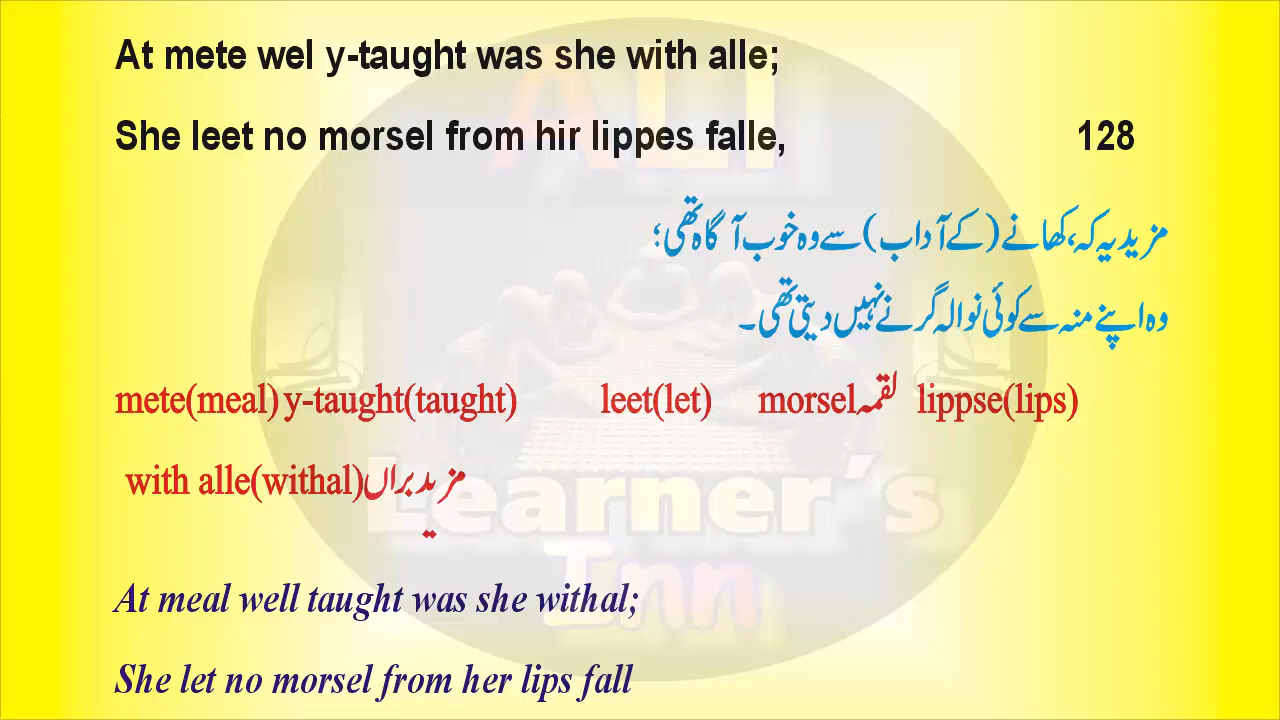 At mete wel y-taught was she with alle;
She leet no morsel from hir lippes falle, 128
مزید یہ کہ، کھانے (کے آداب) سے وہ خوب آگاہ تھی؛
وہ اپنے منہ سے کوئی نوالہ گرنے نہیں دیتی تھی۔
mete(meal) y-taught(taught) leet(let) morsel لقمہ lippse(lips)
with alle(withal) مزید براں
At meal well taught was she withal;
She let no morsel from her lips fall
ALI
Learner's
Inn